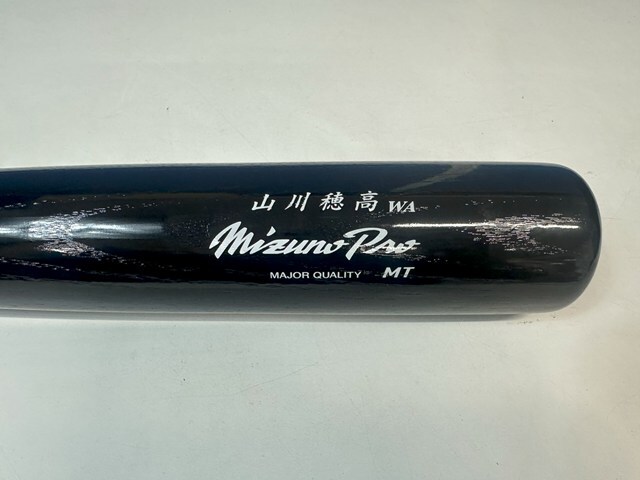 山川穂高 WA
Mizuno Pro
MAJOR QUALITY MT